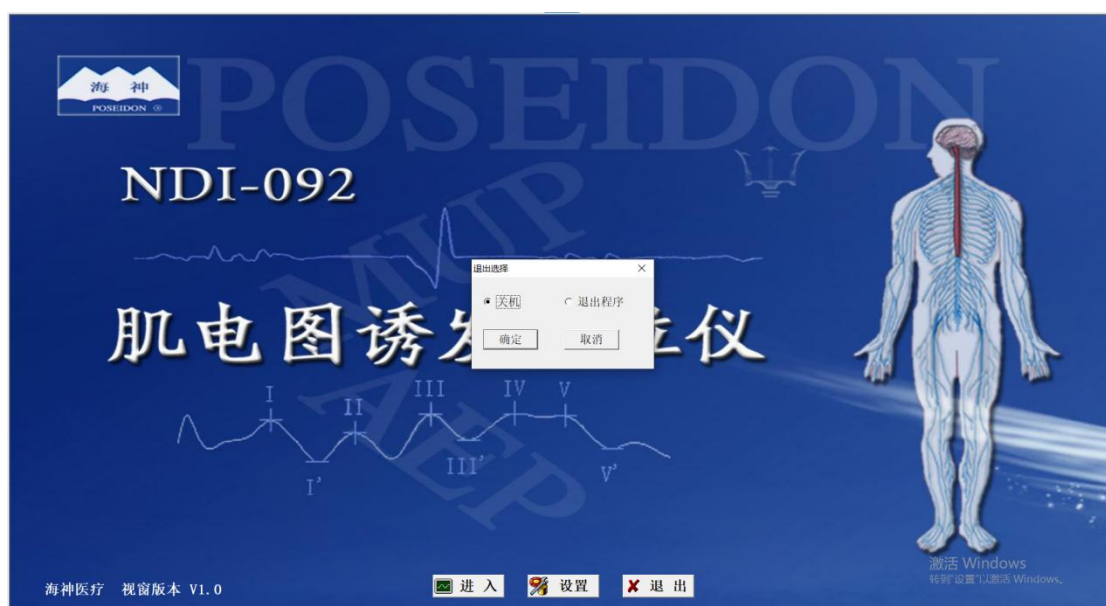 POSEIDON
海 神
POSEIDON ®
NDI-092
MUP
退出选择
关机
退出程序
确定
取消
肌电图诱发
位仪
I
II
III
IV
V
I'
III'
V'
AEP
激活 Windows
转到"设置"以激活 Windows。
海神医疗 视窗版本 V1.0
进 入
设置
退 出